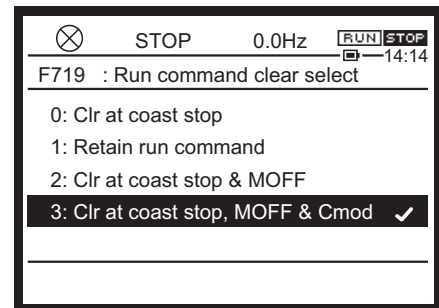 STOP 0.0Hz RUN STOP
14:14
F719 : Run command clear select
0: Clr at coast stop
1: Retain run command
2: Clr at coast stop & MOFF
3: Clr at coast stop, MOFF & Cmod ✓